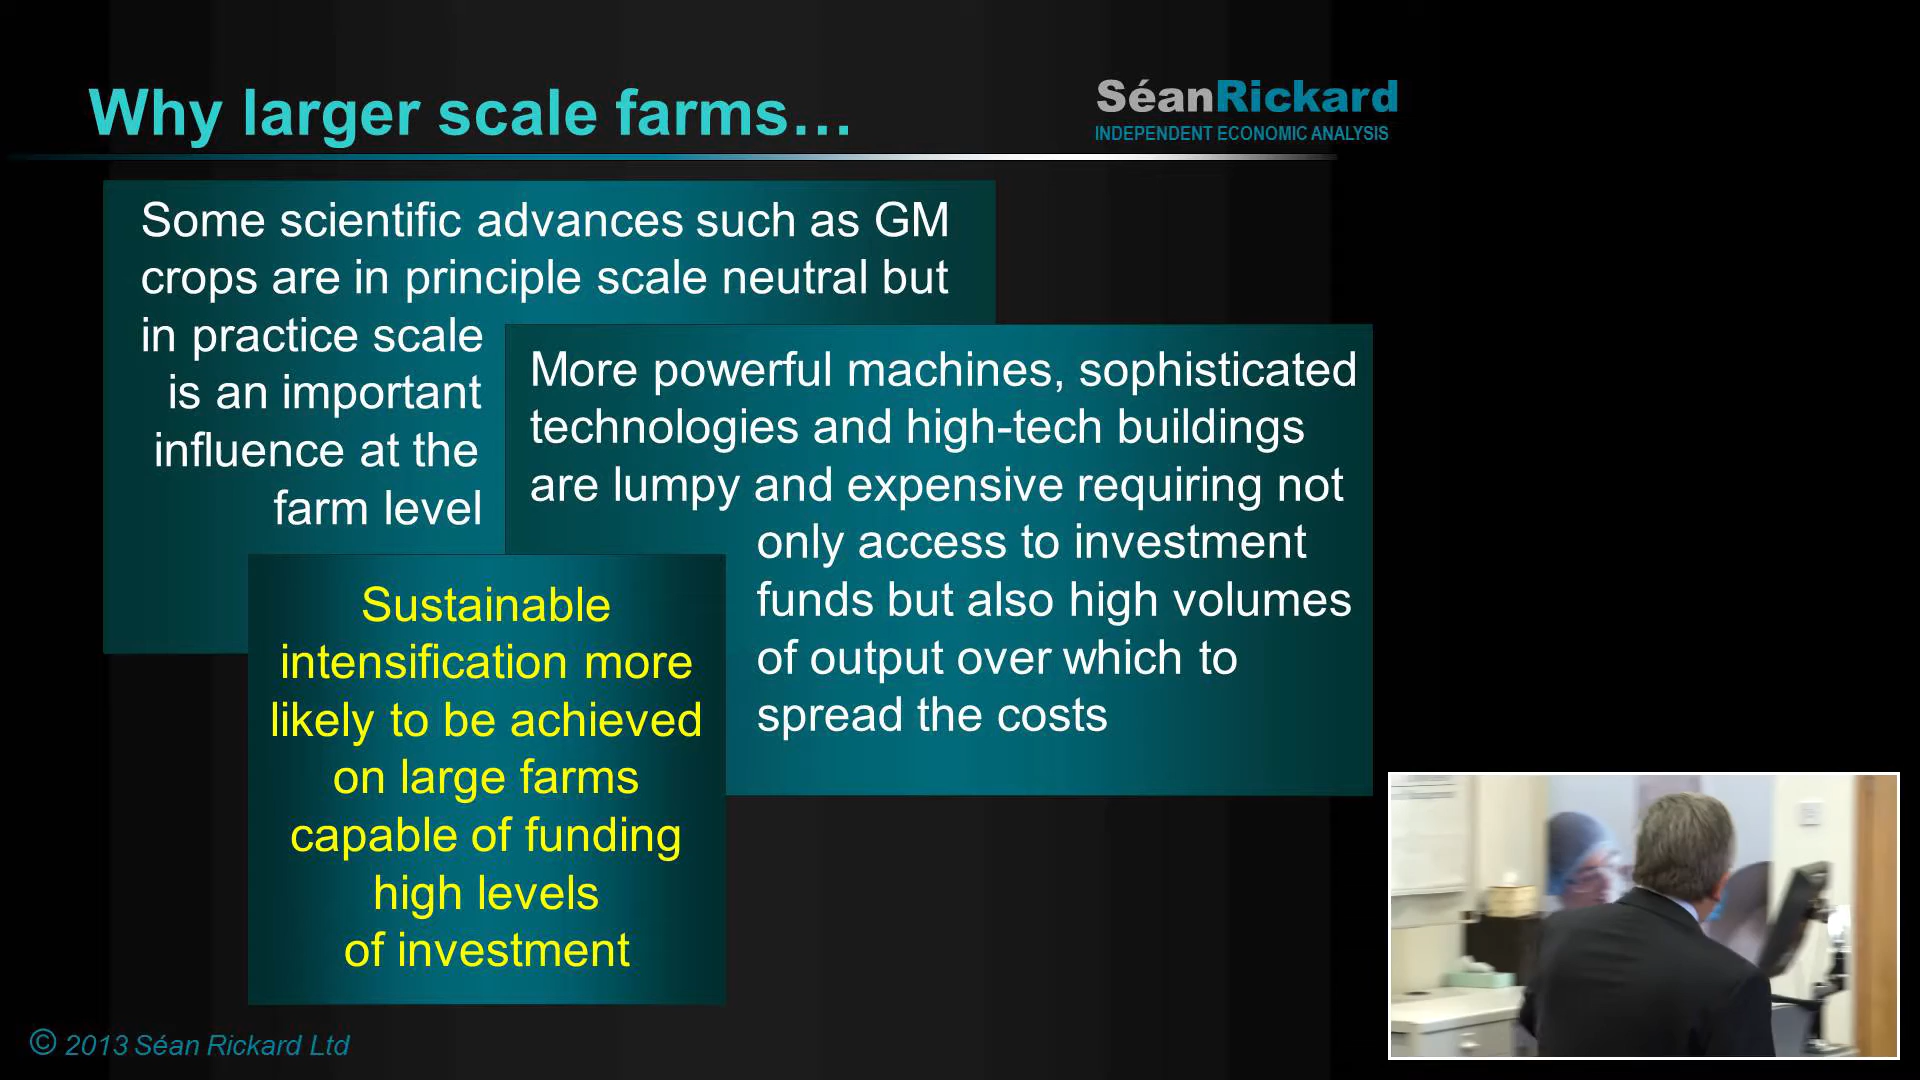 Why larger scale farms…
SéanRickard
INDEPENDENT ECONOMIC ANALYSIS
Some scientific advances such as GM
crops are in principle scale neutral but
in practice scale
is an important
influence at the
farm level
More powerful machines, sophisticated
technologies and high-tech buildings
are lumpy and expensive requiring not
only access to investment
funds but also high volumes
of output over which to
spread the costs
Sustainable
intensification more
likely to be achieved
on large farms
capable of funding
high levels
of investment
© 2013 Séan Rickard Ltd